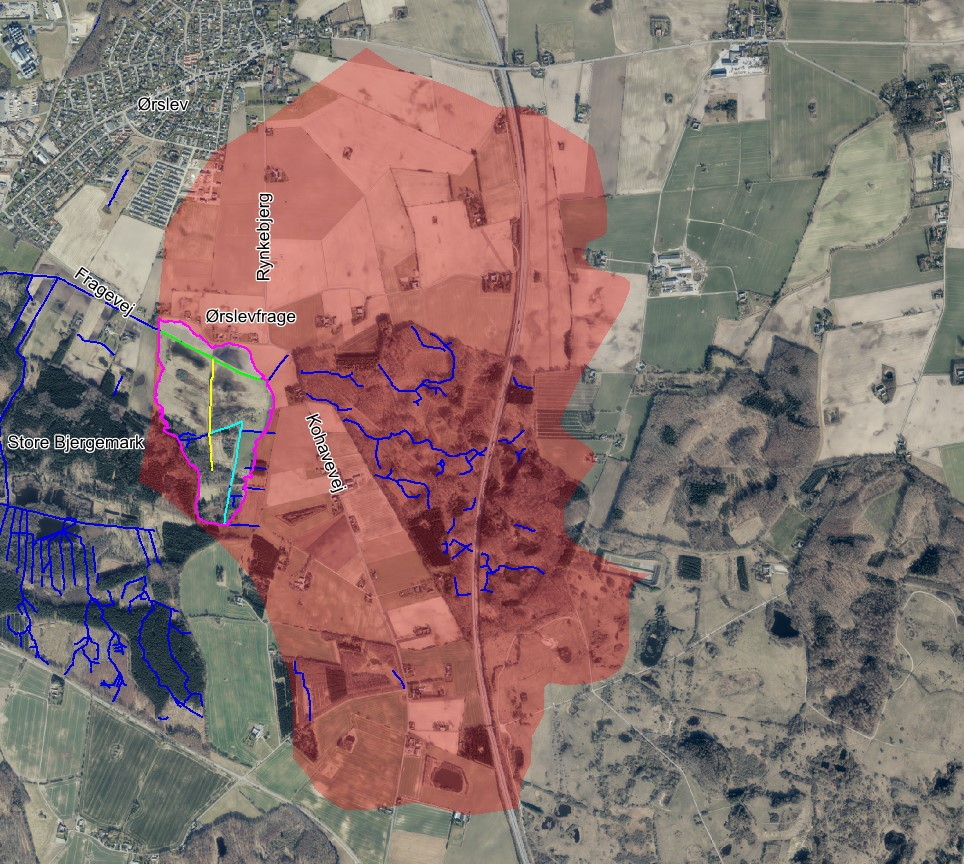 Ørslev
Rynkebjerg
Fragevej
Ørslevfrage
Kohavevej
Store Bjergemark